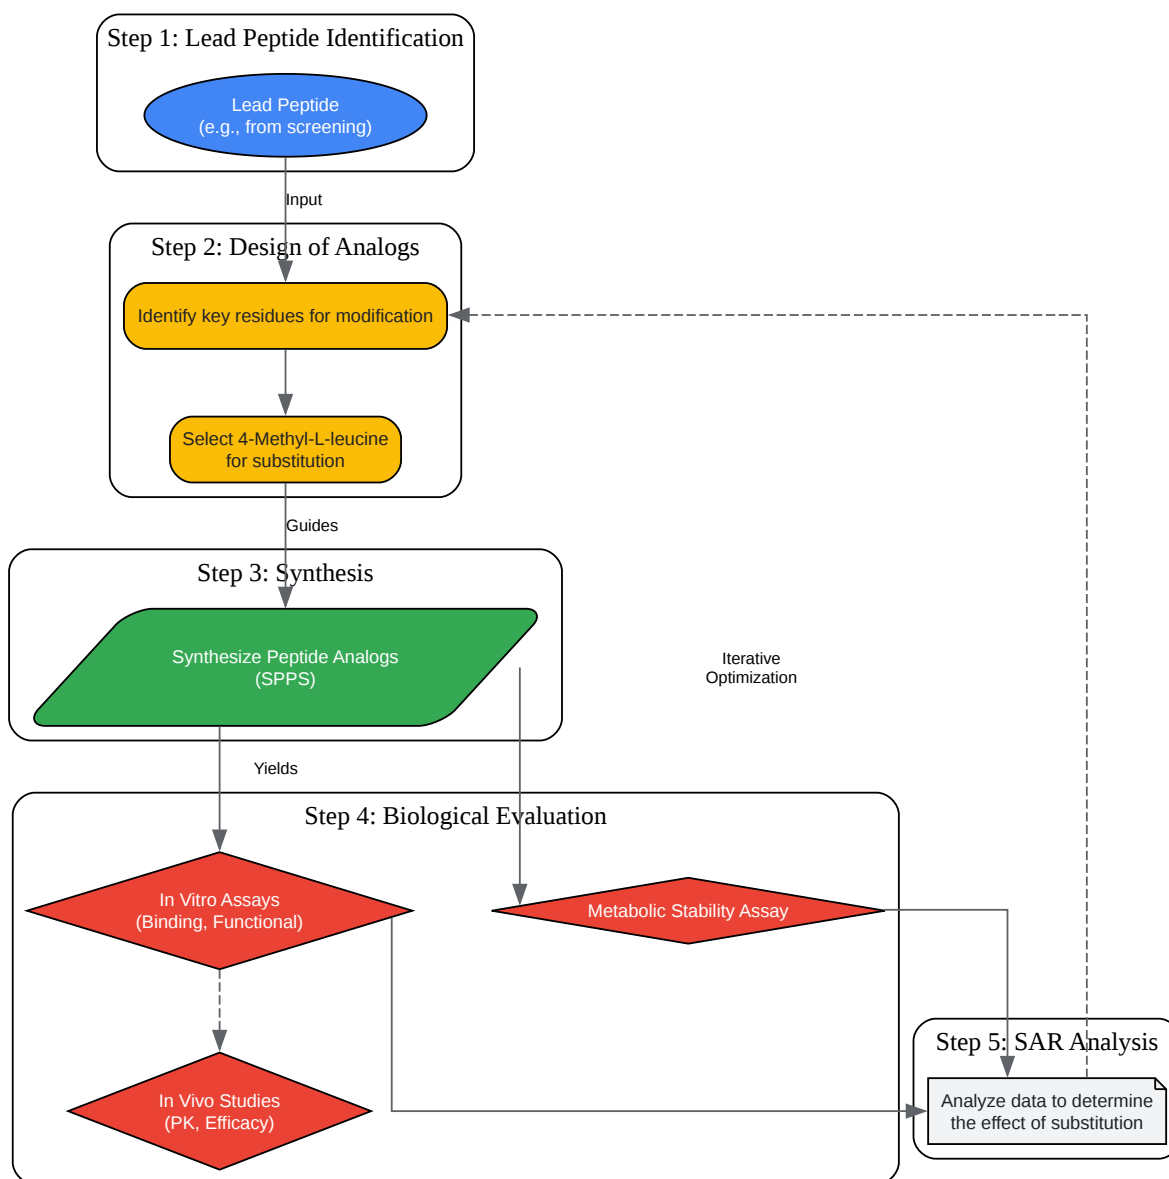 Step 1: Lead Peptide Identification
Lead Peptide
(e.g., from screening)
Input
Step 2: Design of Analogs
Identify key residues for modification
Select 4-Methyl-L-leucine
for substitution
Guides
Step 3: Synthesis
Synthesize Peptide Analogs
(SPPS)
Iterative
Optimization
Yields
Step 4: Biological Evaluation
In Vitro Assays
(Binding, Functional)
Metabolic Stability Assay
In Vivo Studies
(PK, Efficacy)
Step 5: SAR Analysis
Analyze data to determine
the effect of substitution